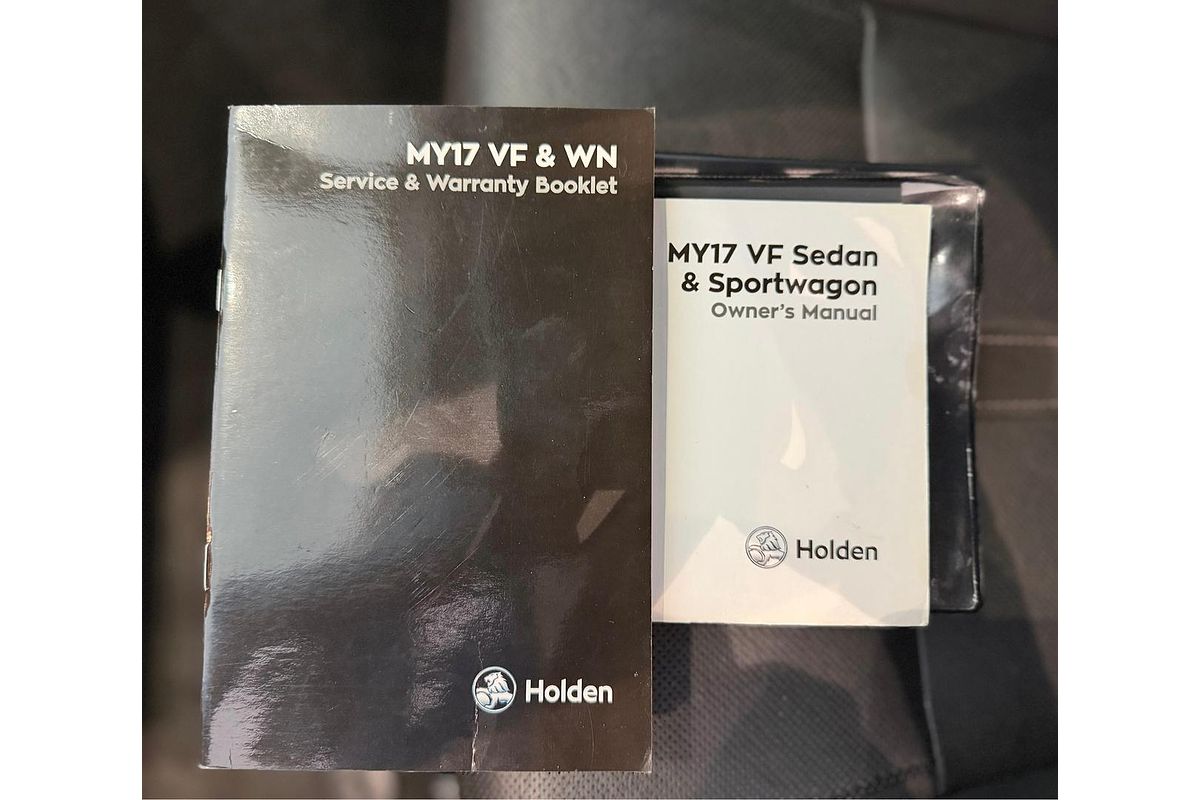 MY17 VF & WN
Service & Warranty Booklet
Holden
MY17 VF Sedan
& Sportwagon
Owner's Manual
Holden